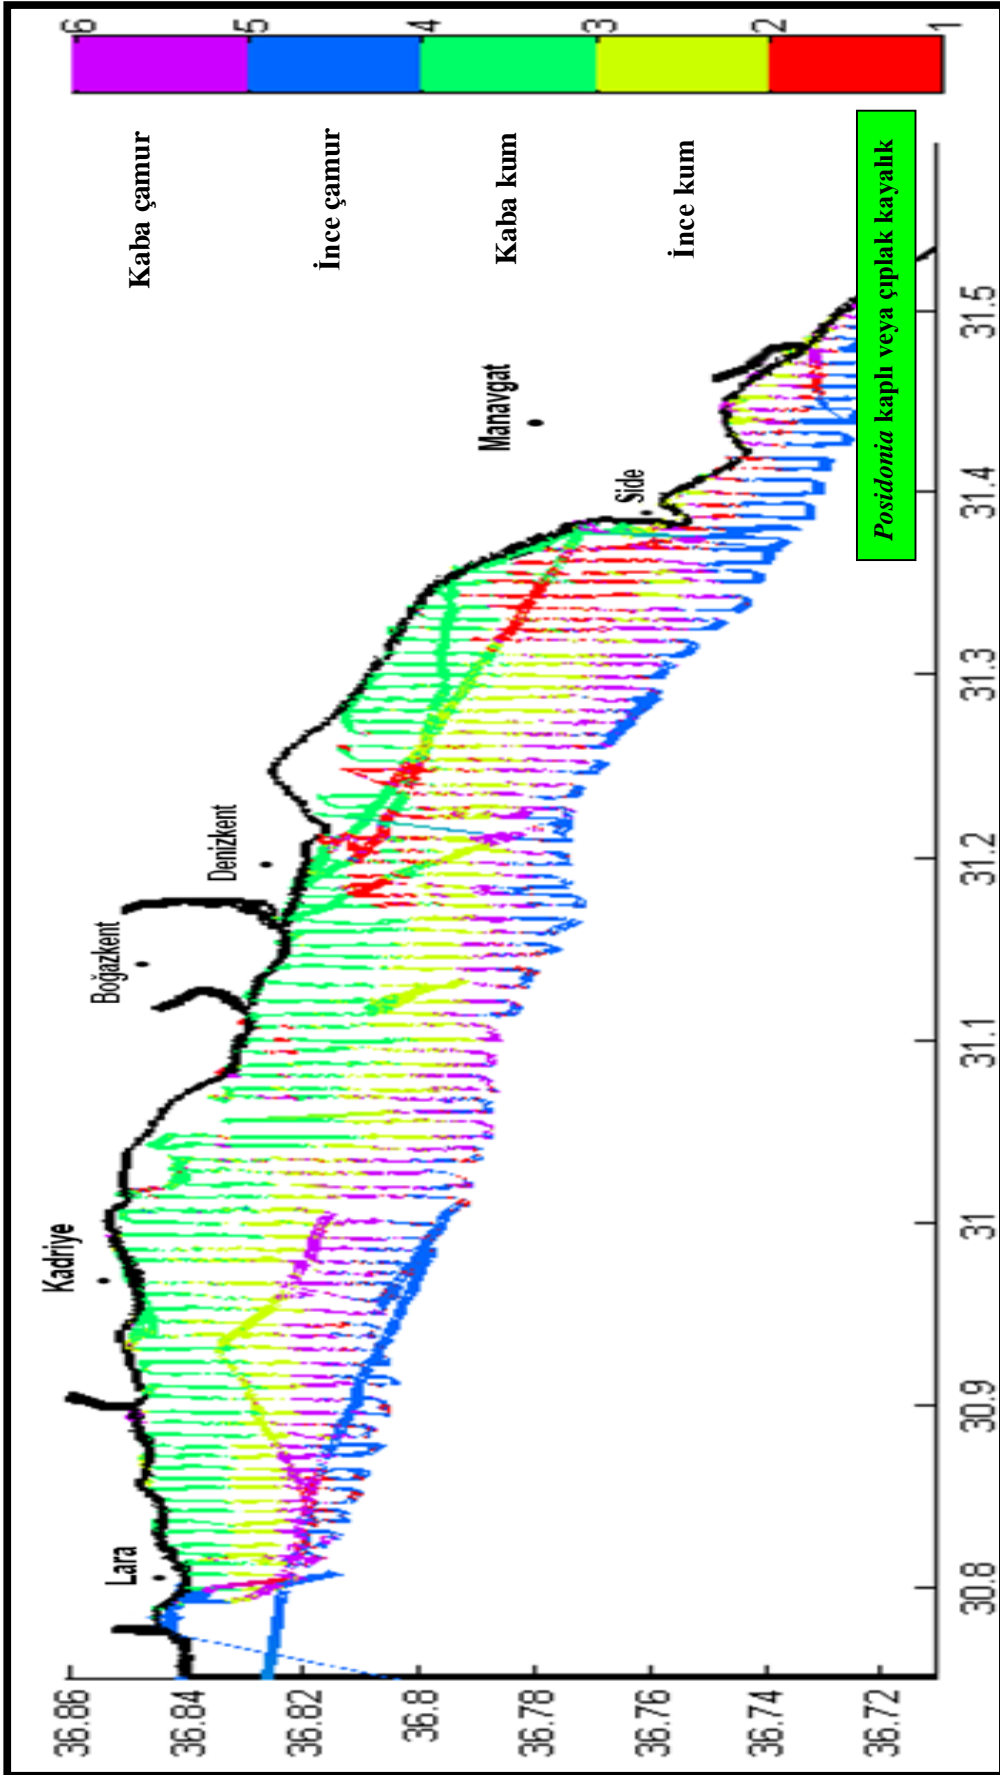 6
5
4
3
2
1
Kaba çamur
İnce çamur
Kaba kum
İnce kum
Posidonia kaplı veya çıplak kayalık
Kadriye
Lara
Boğazkent
Denizkent
Manavgat
Side
36.86
36.84
36.82
36.8
36.78
36.76
36.74
36.72
30.8
30.9
31
31.1
31.2
31.3
31.4
31.5